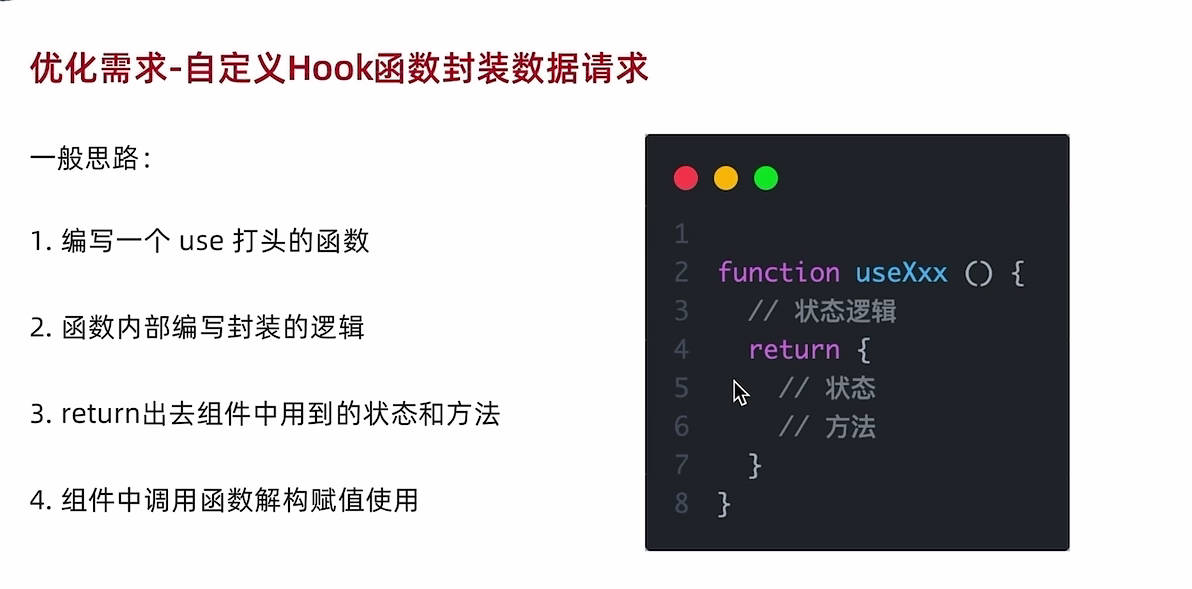 优化需求-自定义Hook函数封装数据请求
一般思路：
1. 编写一个 use 打头的函数
2. 函数内部编写封装的逻辑
3. return出去组件中用到的状态和方法
4. 组件中调用函数解构赋值使用
1
2 function useXxx () {
3 // 状态逻辑
4 return {
5 // 状态
6 // 方法
7 }
8 }